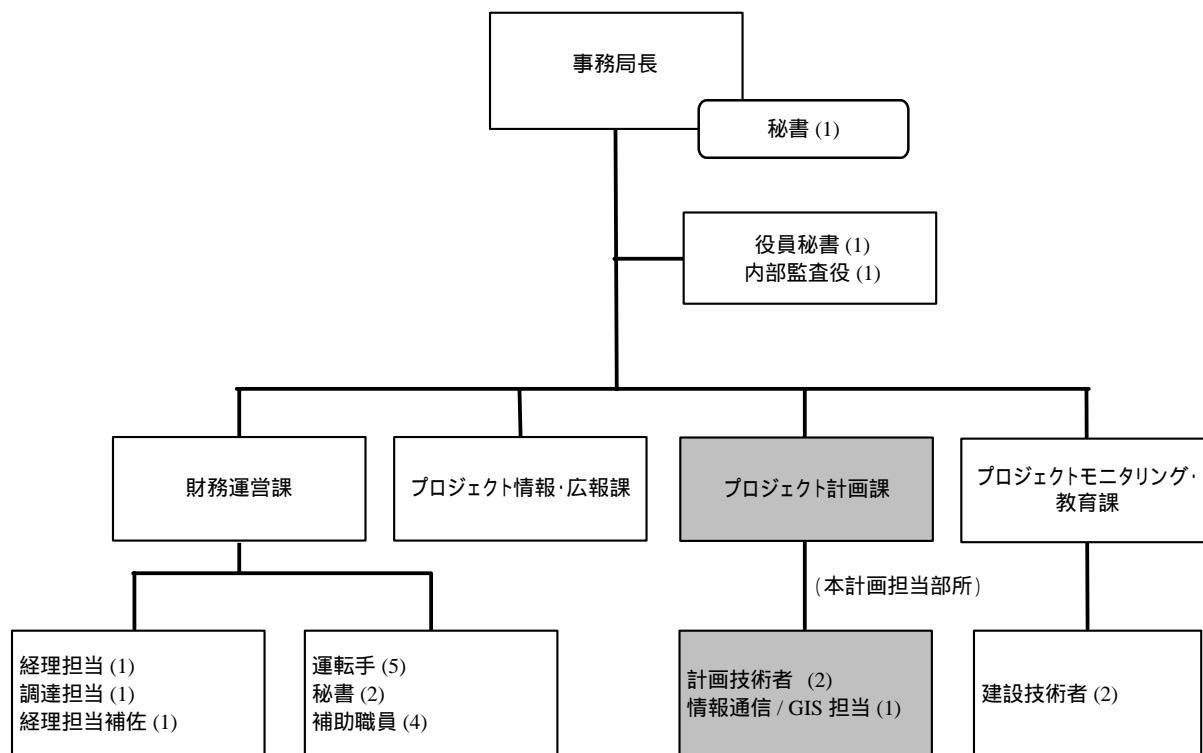 事務局長
秘書 (1)
役員秘書 (1)
内部監査役 (1)
財務運営課
プロジェクト情報・広報課
プロジェクト計画課
プロジェクトモニタリング・
教育課
(本計画担当部所)
経理担当 (1)
調達担当 (1)
経理担当補佐 (1)
運転手 (5)
秘書 (2)
補助職員 (4)
計画技術者 (2)
情報通信 / GIS 担当 (1)
建設技術者 (2)